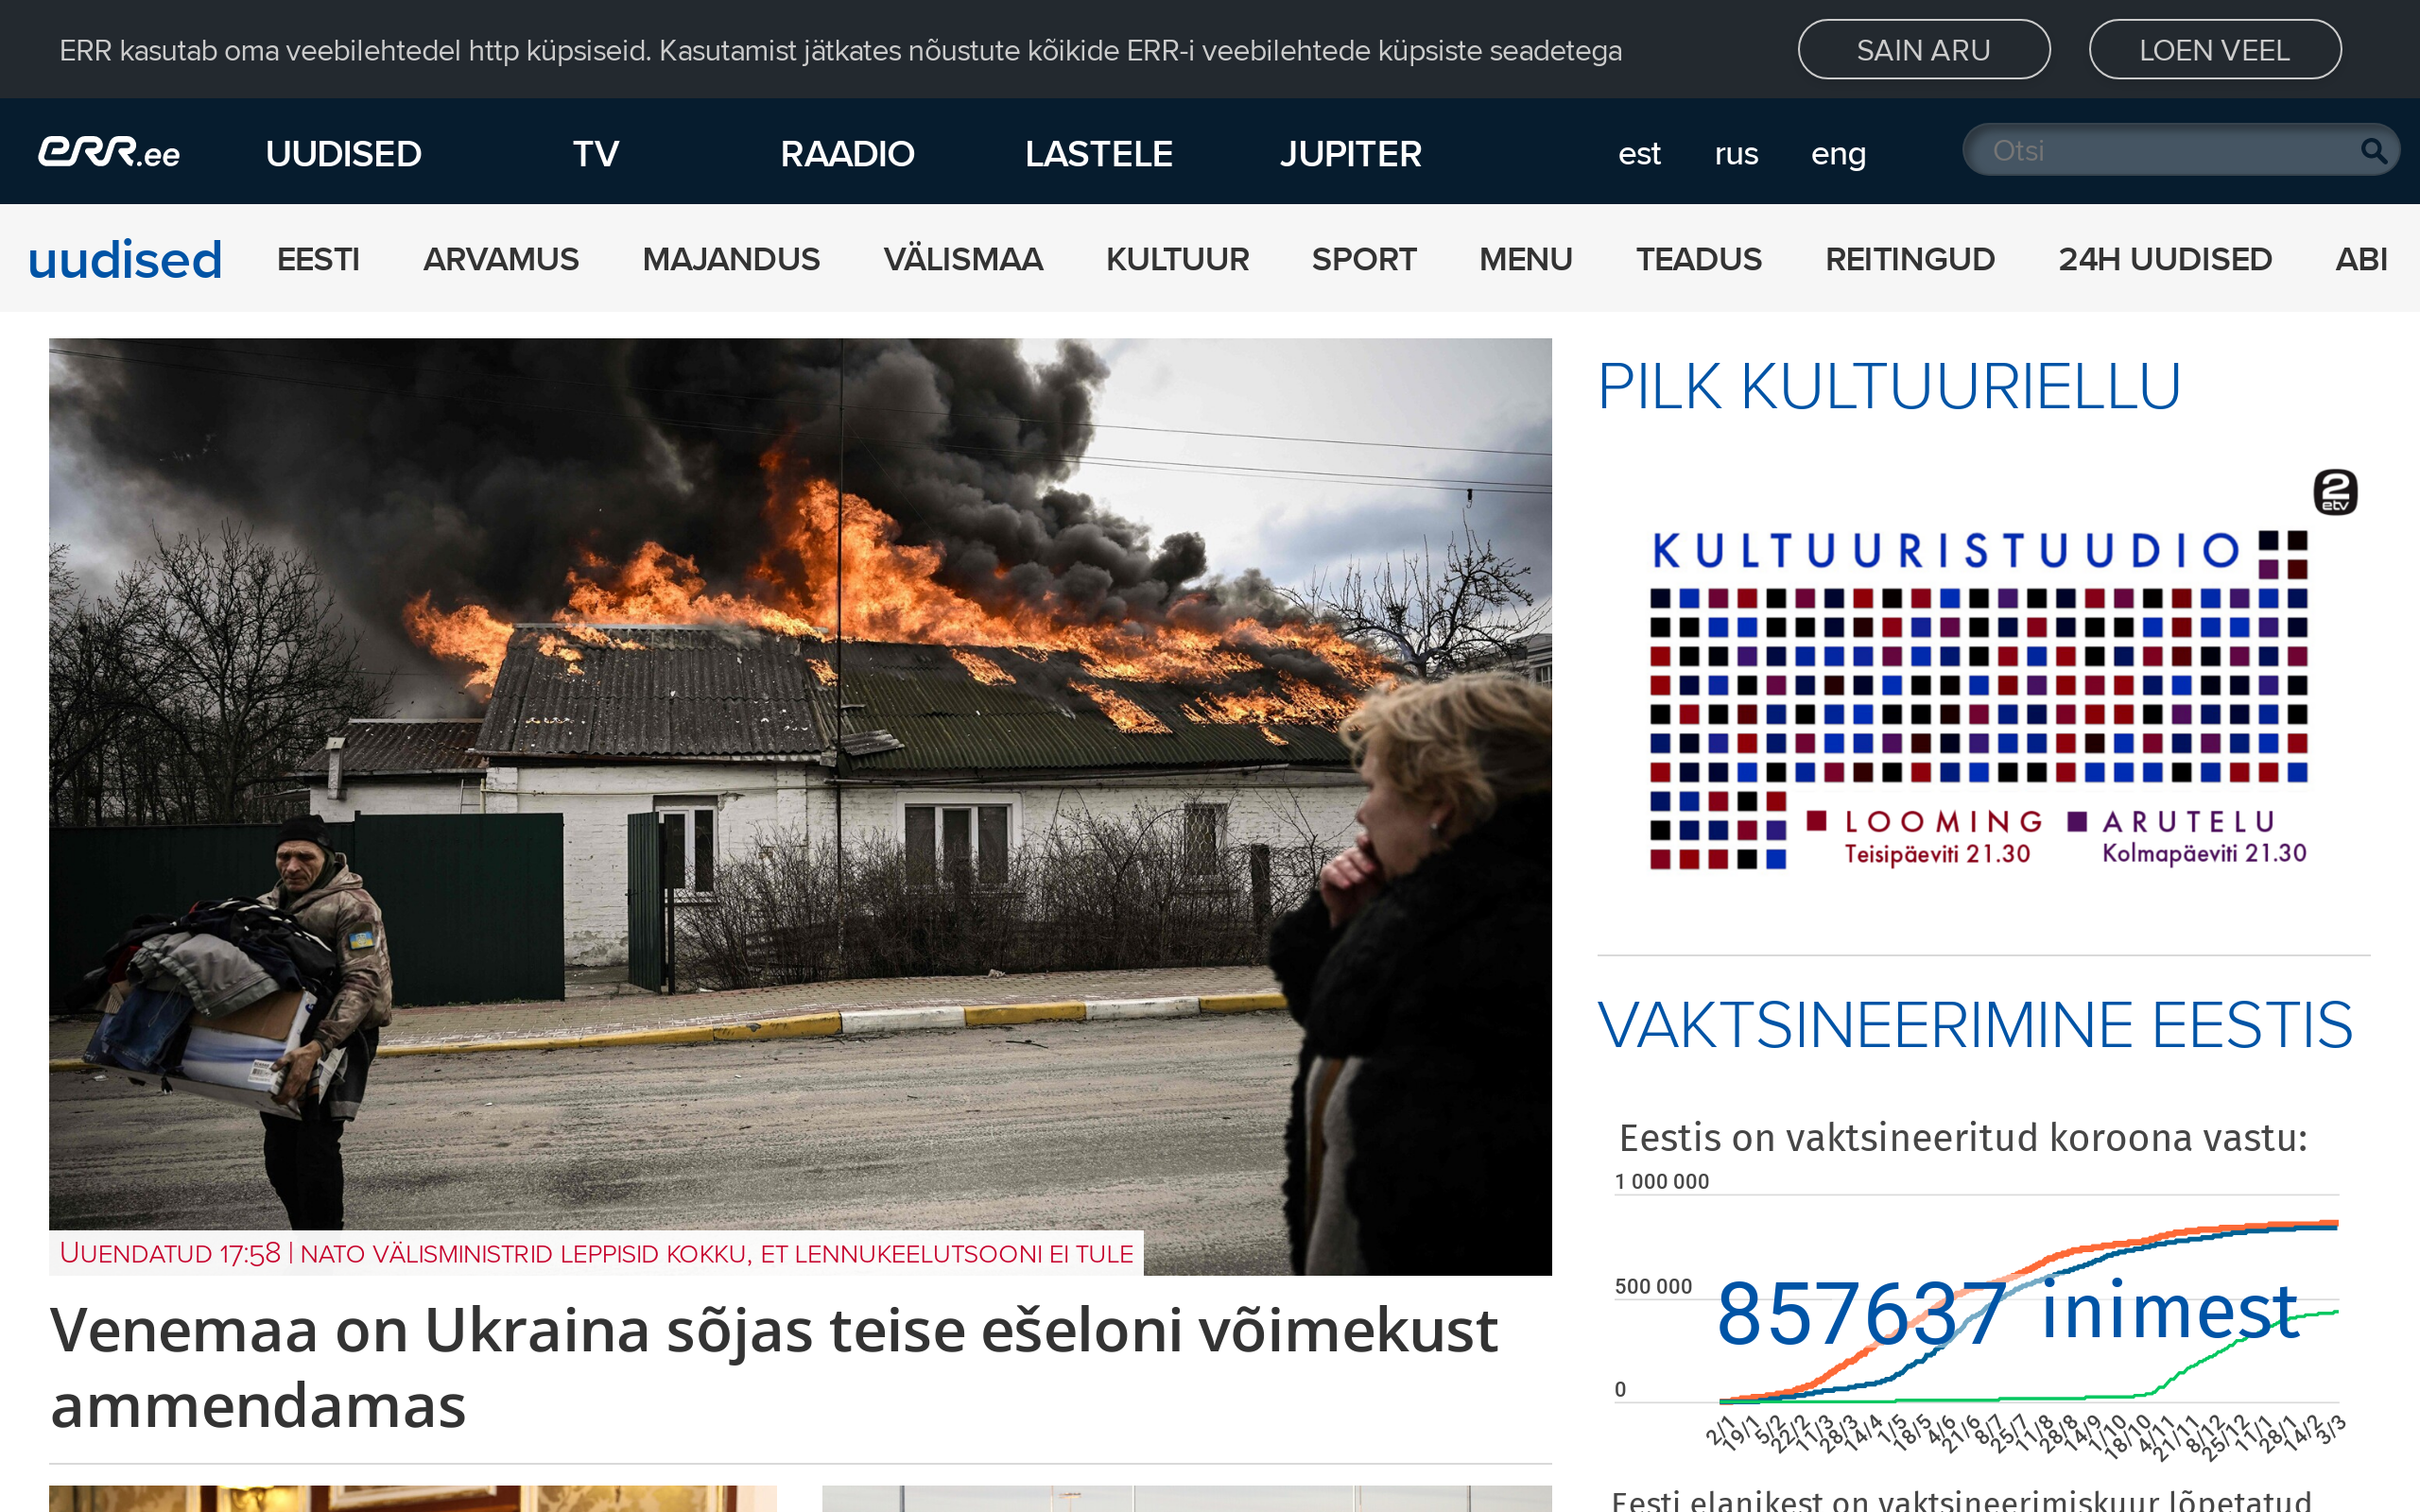 ERR kasutab oma veebilehtedel http küpsiseid. Kasutamist jätkates nõustute kõikide ERR-i veebilehtede küpsiste seadetega
SAIN ARU
LOEN VEEL
err.ee
UUDISED
TV
RAADIO
LASTELE
JUPITER
est
rus
eng
Otsi
uudised
EESTI
ARVAMUS
MAJANDUS
VÄLISMAA
KULTUUR
SPORT
MENU
TEADUS
REITINGUD
24H UUDISED
ABI
Uuendatud 17:58 | NATO välisministrid leppisid kokku, et lennukeelutsooni ei tule
Venemaa on Ukraina sõjas teise ešeloni võimekust
ammendamas
PILK KULTUURIELLU
2
etv
KULTUURISTUUDIO
LOOMING
Teisipäeviti 21.30
ARUTELU
Kolmapäeviti 21.30
VAKTSINEERIMINE EESTIS
Eestis on vaktsineeritud koroona vastu:
1 000 000
500 000
857637 inimest
0
2/1 19/1 5/2 22/2 11/3 28/3 14/4 1/5 18/5 4/6 21/6 8/7 25/7 11/8 28/8 14/9 1/10 18/10 4/11 21/11 8/12 25/12 11/1 28/1 14/2 3/3
Eesti elanikest on vaktsineerimiskuur lõpetatud